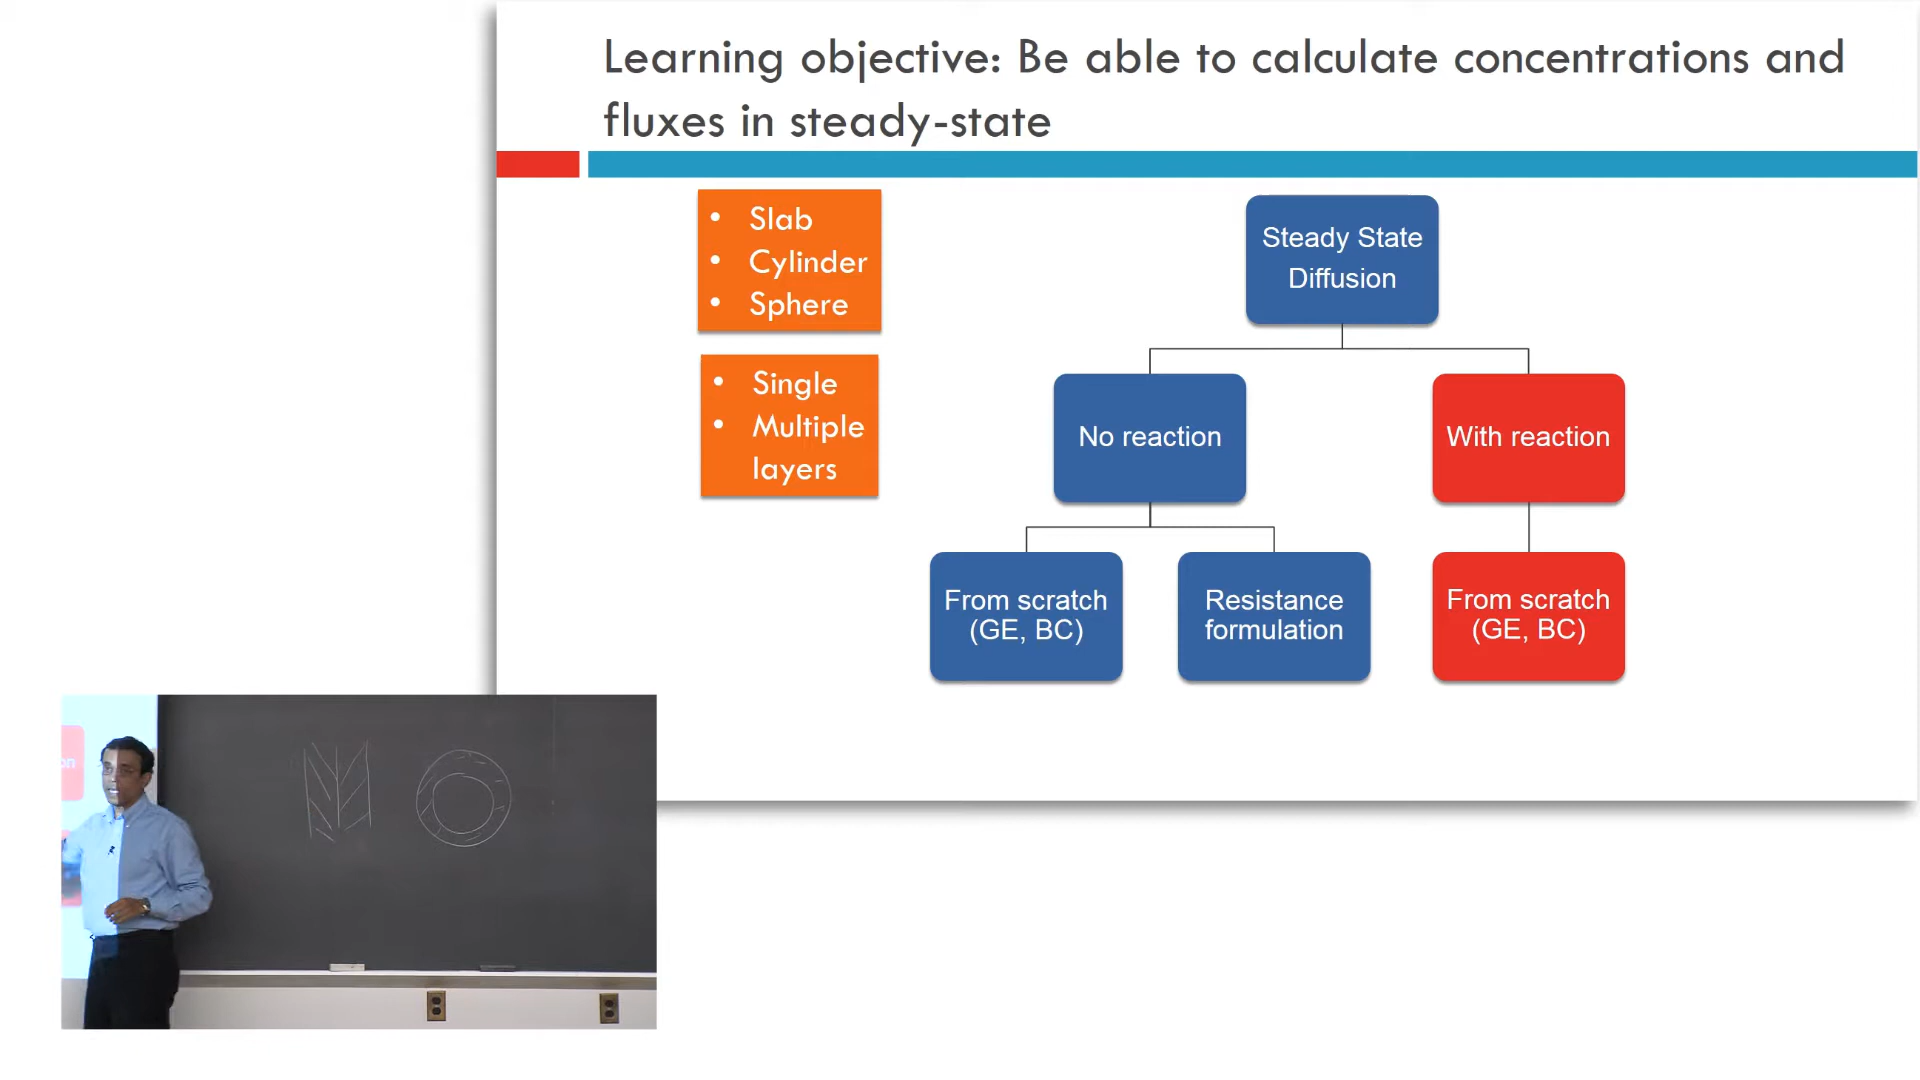 Learning objective: Be able to calculate concentrations and
fluxes in steady-state
• Slab
• Cylinder
• Sphere
• Single
• Multiple
layers
Steady State
Diffusion
No reaction
With reaction
From scratch
(GE, BC)
Resistance
formulation
From scratch
(GE, BC)
on